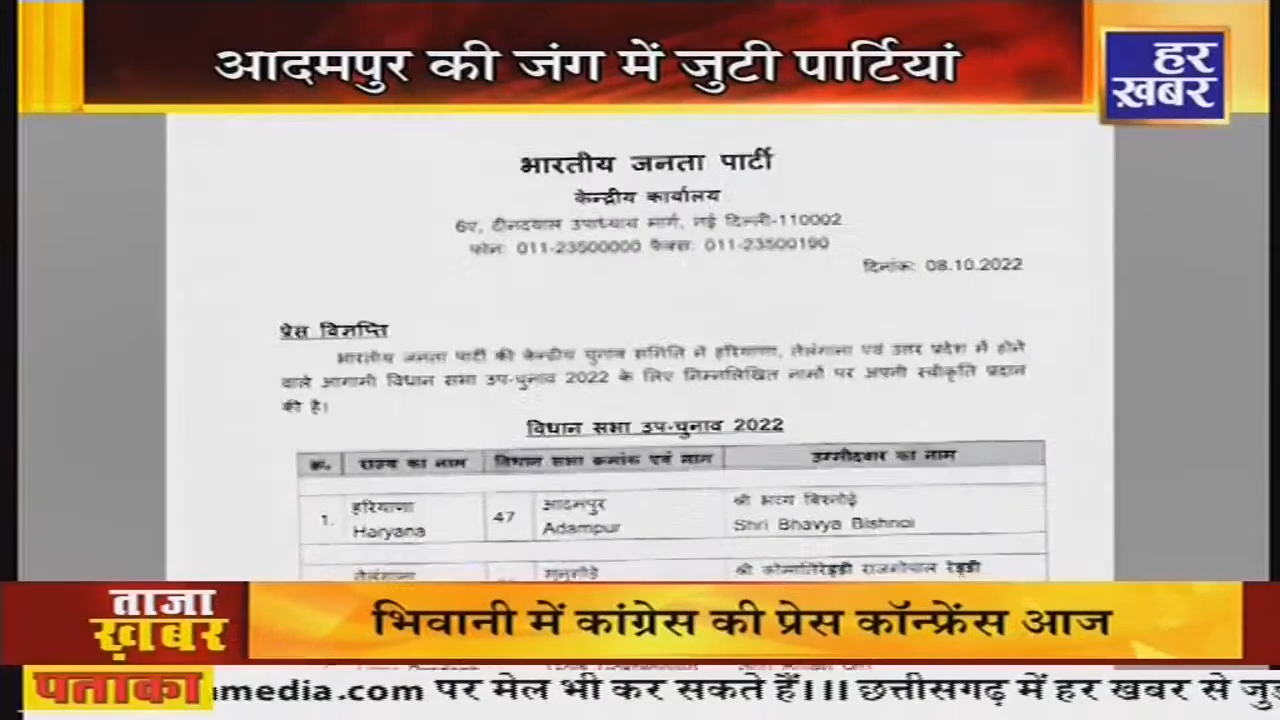 आदमपुर की जंग में जुटी पार्टियां
हर
ख़बर
भारतीय जनता पार्टी
केन्द्रीय कार्यालय
6ए, दीनदयाल उपाध्याय मार्ग, नई दिल्ली-110002
फोन: 011-23500000 फैक्स: 011-23500190
दिनांक: 08.10.2022
प्रेस विज्ञप्ति
भारतीय जनता पार्टी की केन्द्रीय चुनाव समिति ने हरियाणा, तेलंगाना एवं उत्तर प्रदेश में होने
वाले आगामी विधान सभा उप-चुनाव 2022 के लिए निम्नलिखित नामों पर अपनी स्वीकृति प्रदान
की है।
विधान सभा उप-चुनाव 2022
क्र. राज्य का नाम विधान सभा क्रमांक एवं नाम उम्मीदवार का नाम
हरियाणा आदमपुर श्री भव्य बिश्नोई
1. 47
Haryana Adampur Shri Bhavya Bishnoi
तेलंगाना मुनुगोडे श्री कोमातिरेड्डी राजगोपाल रेड्डी
ताजा
ख़बर
भिवानी में कांग्रेस की प्रेस कॉन्फ्रेंस आज
पताका
media.com पर मेल भी कर सकते हैं।।। छत्तीसगढ़ में हर खबर से जुड़